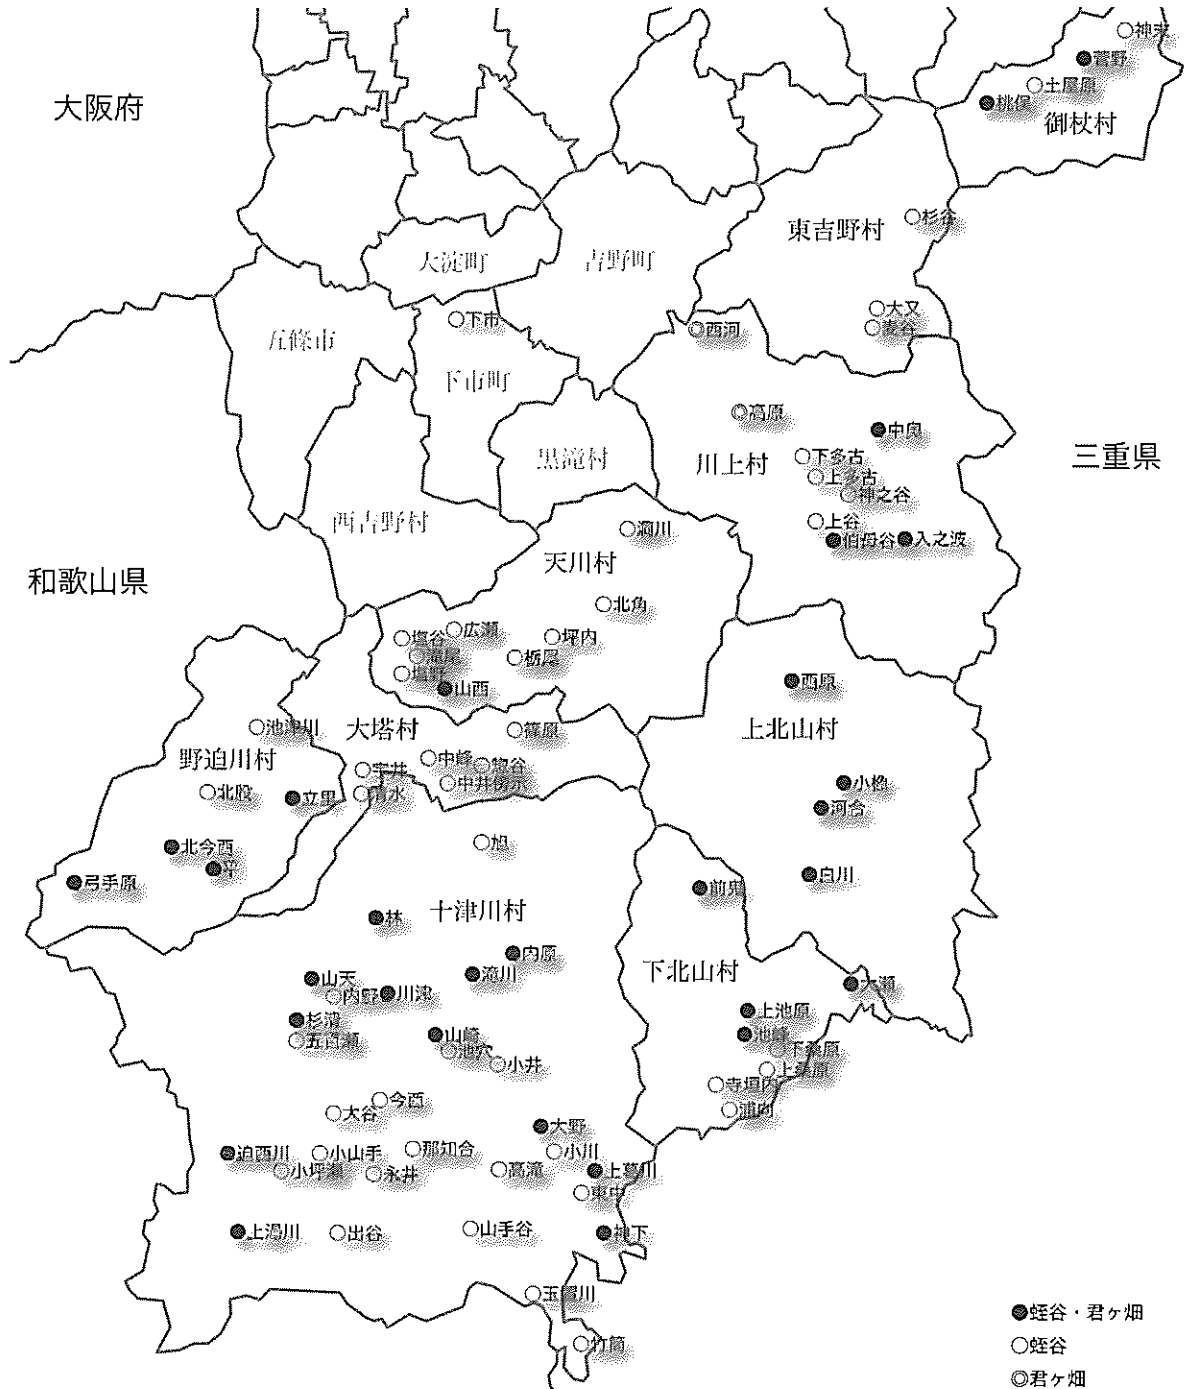 神末
菅野
土屋原
桃俣
御杖村
大阪府
杉谷
東吉野村
大淀町
吉野町
大又
麦谷
下市
西河
五條市
下市町
高原
中奥
黒滝村
川上村
下多古
上多古
神之谷
三重県
西吉野村
上谷
伯母谷
入之波
洞川
天川村
和歌山県
北角
塩谷
広瀬
坪内
滝尾
栃尾
塩野
山西
西原
池津川
大塔村
篠原
上北山村
野迫川村
中峰
惣谷
宇井
中井傍示
清水
小橡
北股
立里
河合
旭
北今西
平
弓手原
前鬼
白川
林
十津川村
内原
滝川
下北山村
山天
内野
川津
大瀬
上池原
杉清
五百瀬
山崎
池穴
小井
池峰
下桑原
上桑原
寺垣内
浦向
大谷
今西
大野
迫西川
小山手
那知合
小川
小坪瀬
永井
高滝
上葛川
東中
上湯川
出谷
山手谷
神下
玉置川
竹筒
●蛭谷・君ヶ畑
○蛭谷
◎君ヶ畑